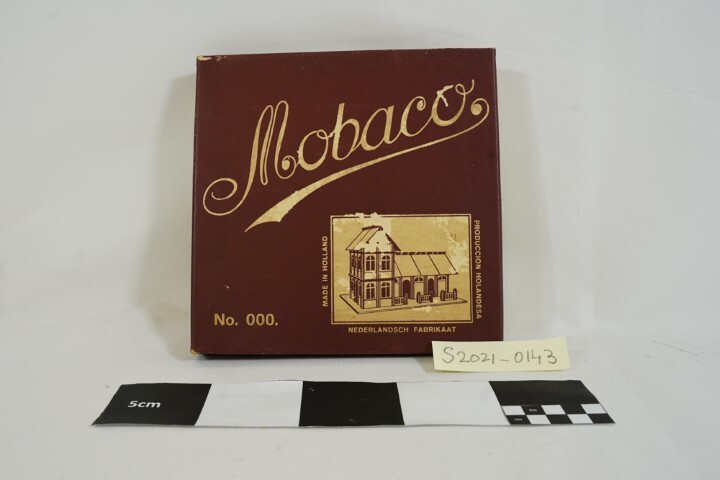 Mobaco
MADE IN HOLLAND
PRODUCCION HOLANDESA
No. 000.
NEDERLANDSCH FABRIKAAT
S2021-0143
5cm